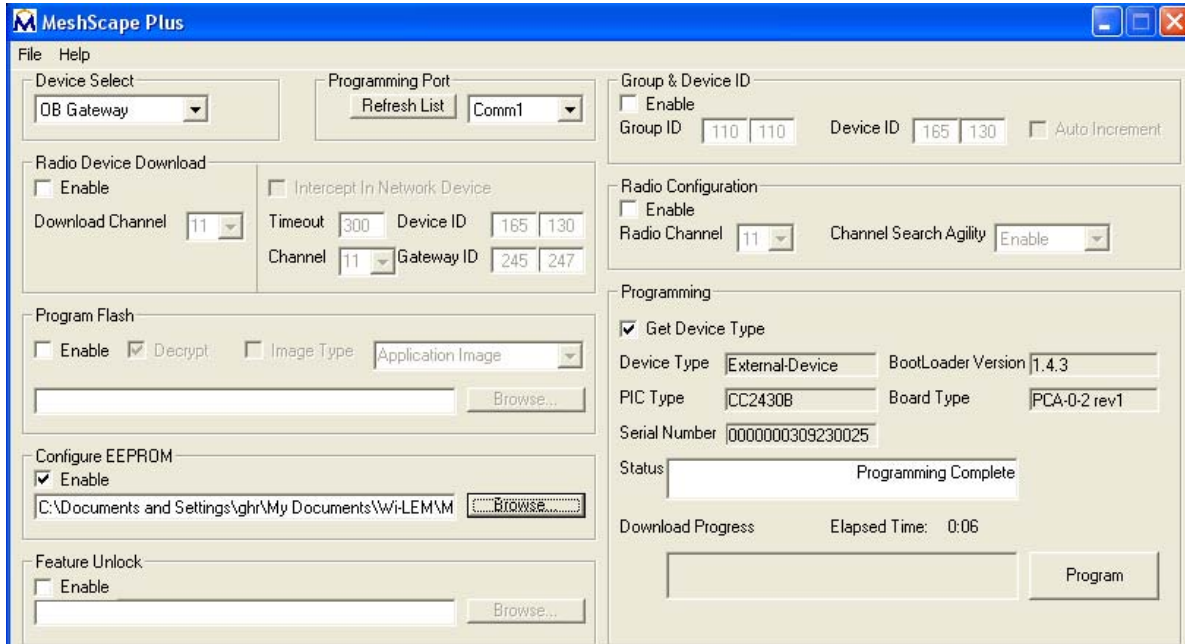 MeshScape Plus
File Help
Device Select
OB Gateway
Programming Port
Refresh List Comm1
Radio Device Download
Enable
Download Channel 11
Intercept In Network Device
Timeout 300 Device ID 165 130
Channel 11 Gateway ID 245 247
Program Flash
Enable Decrypt Image Type Application Image
Browse...
Configure EEPROM
Enable
C:\Documents and Settings\ghr\My Documents\Wi-LEM\M Browse...
Feature Unlock
Enable
Browse...
Group & Device ID
Enable
Group ID 110 110 Device ID 165 130 Auto Increment
Radio Configuration
Enable
Radio Channel 11 Channel Search Agility Enable
Programming
Get Device Type
Device Type External-Device BootLoader Version 1.4.3
PIC Type CC2430B Board Type PCA-0-2 rev1
Serial Number 0000000309230025
Status Programming Complete
Download Progress Elapsed Time: 0:06
Program